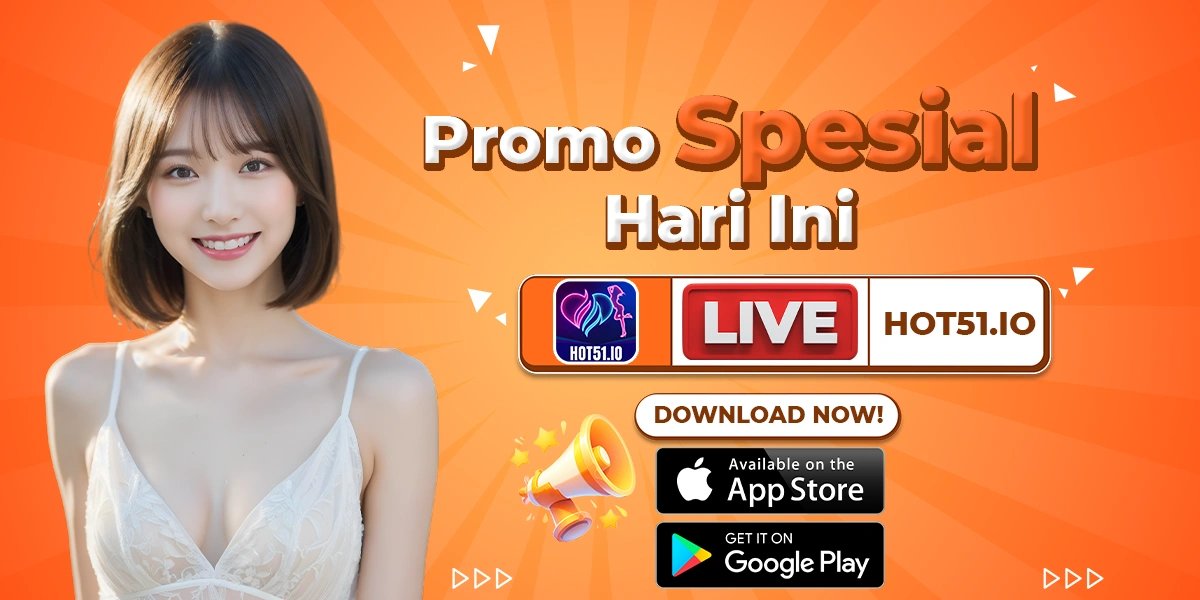 Promo Spesial
Hari Ini
HOT51.IO
LIVE
HOT51.IO
DOWNLOAD NOW!
Available on the
App Store
GET IT ON
Google Play